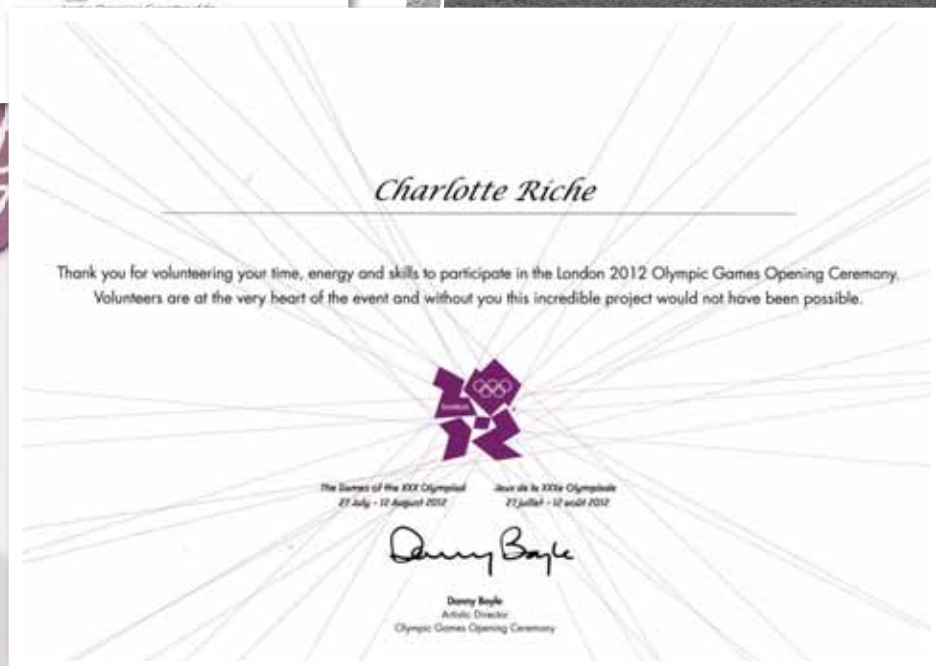 Charlotte Riche
Thank you for volunteering your time, energy and skills to participate in the London 2012 Olympic Games Opening Ceremony.
Volunteers are at the very heart of the event and without you this incredible project would not have been possible.
London
The Games of the XXX Olympiad Jeux de la XXXe Olympiade
27 July - 12 August 2012 27 juillet - 12 août 2012
Danny Boyle
Danny Boyle
Artistic Director
Olympic Games Opening Ceremony